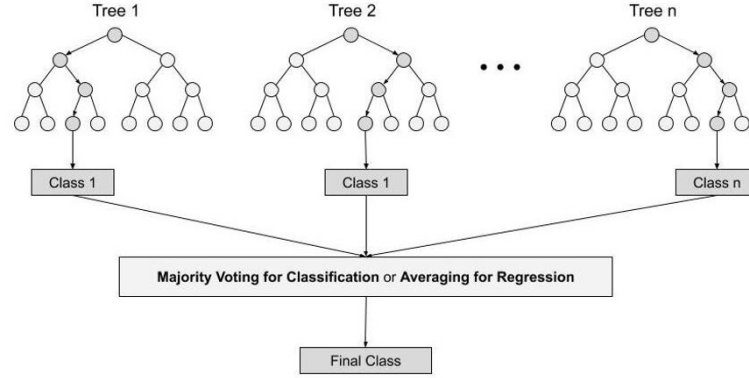 Tree 1
Tree 2
Tree n
Class 1
Class 1
Class n
Majority Voting for Classification or Averaging for Regression
Final Class